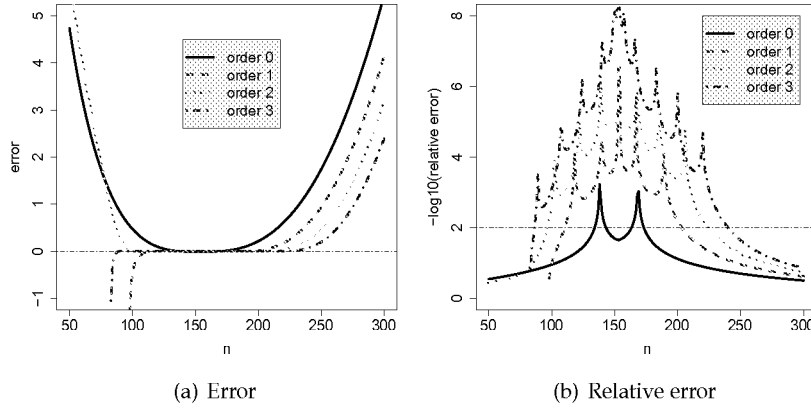 5
4
3
2
1
0
−1
error
50
100
150
200
250
300
n
order 0
order 1
order 2
order 3
(a) Error
8
6
4
2
0
−log10(relative error)
50
100
150
200
250
300
n
order 0
order 1
order 2
order 3
(b) Relative error